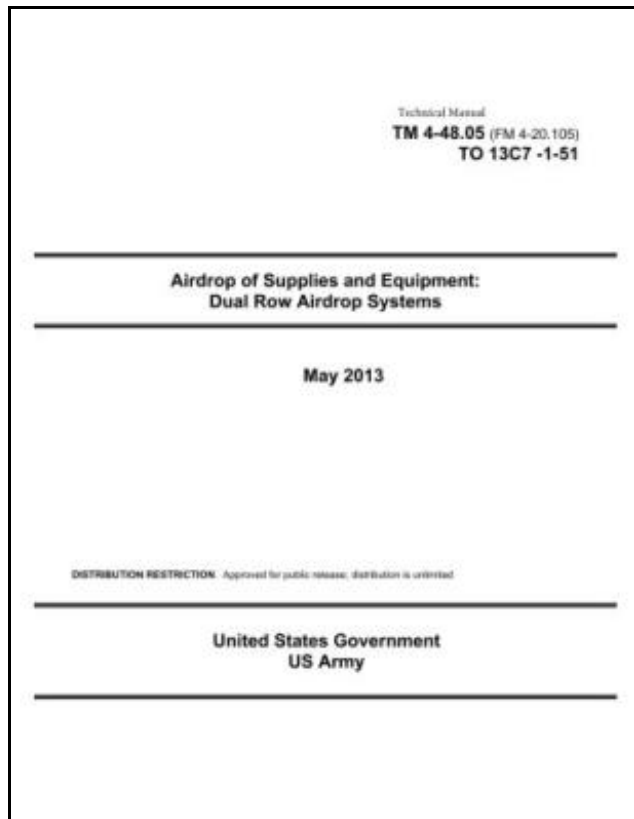 Technical Manual
TM 4-48.05 (FM 4-20.105)
TO 13C7 -1-51
Airdrop of Supplies and Equipment:
Dual Row Airdrop Systems
May 2013
DISTRIBUTION RESTRICTION Approved for public release; distribution is unlimited
United States Government
US Army